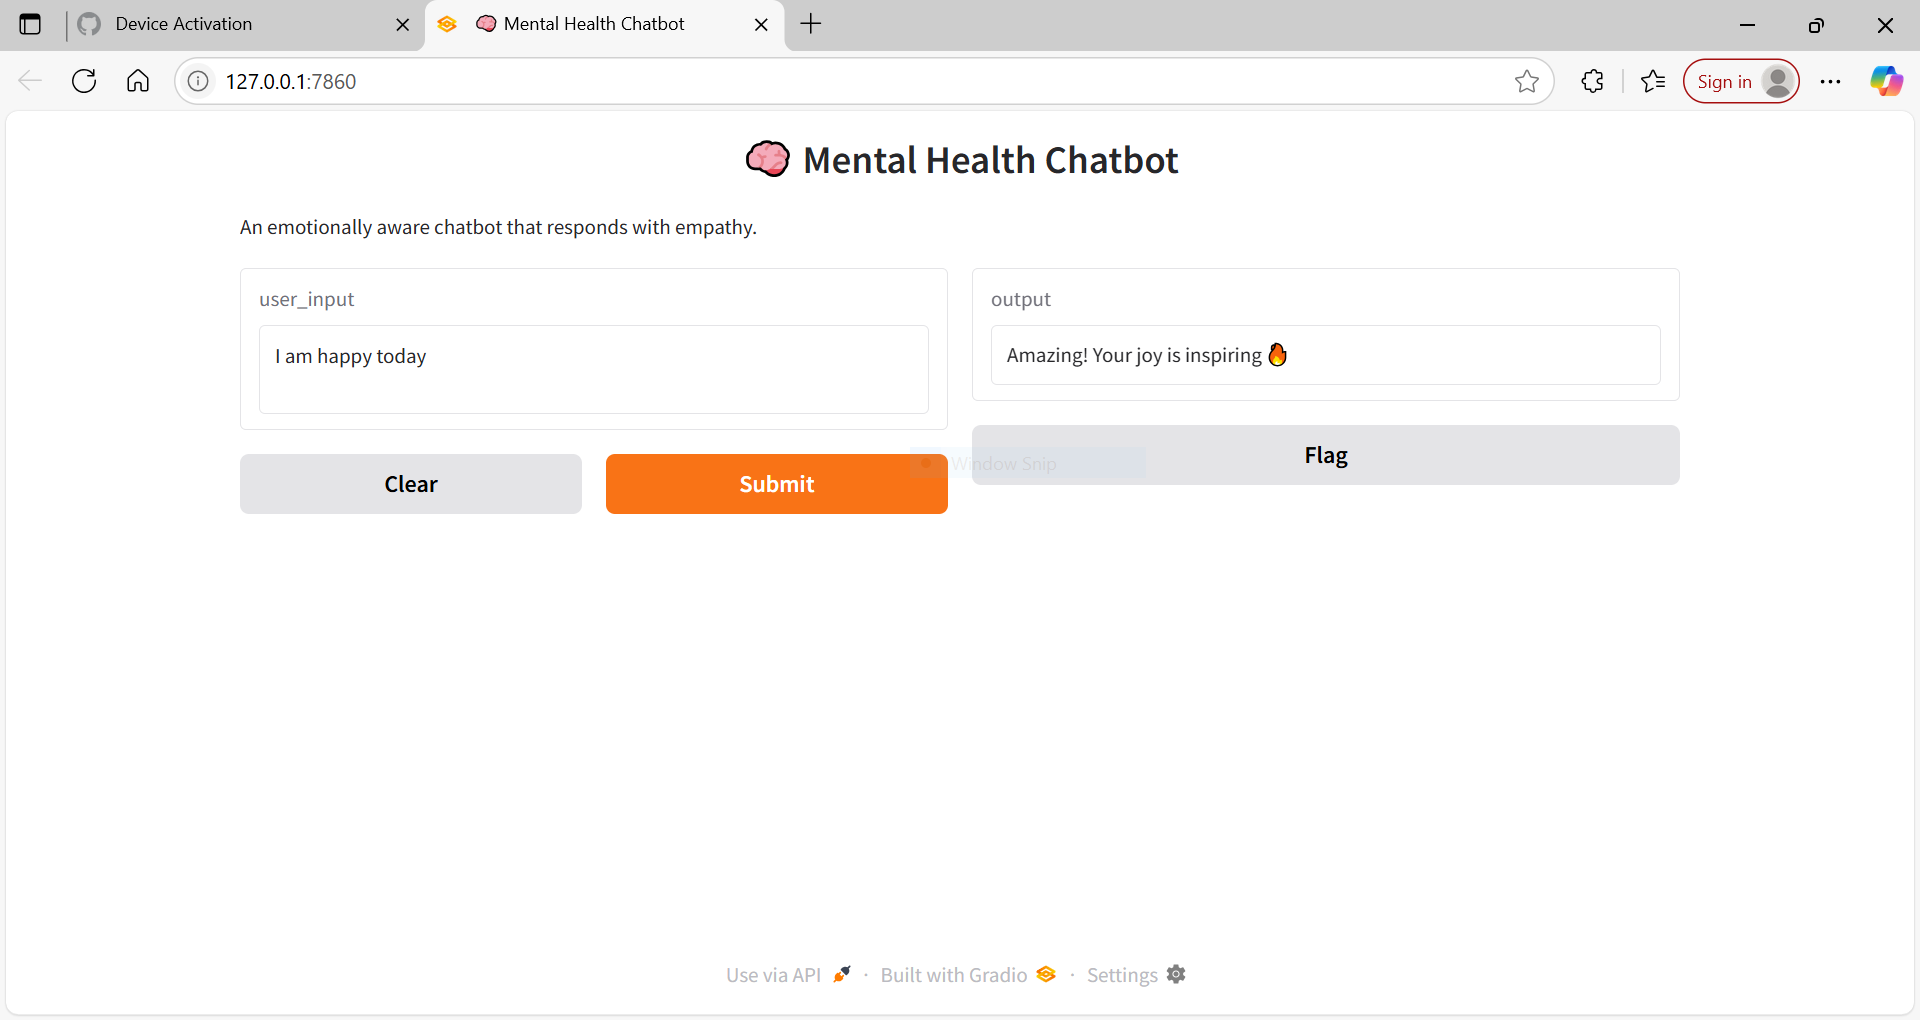 Device Activation
🧠 Mental Health Chatbot
127.0.0.1:7860
Sign in
🧠 Mental Health Chatbot
An emotionally aware chatbot that responds with empathy.
user_input
I am happy today
output
Amazing! Your joy is inspiring 🔥
Clear
Submit
Window Snip
Flag
Use via API 🚀 · Built with Gradio · Settings